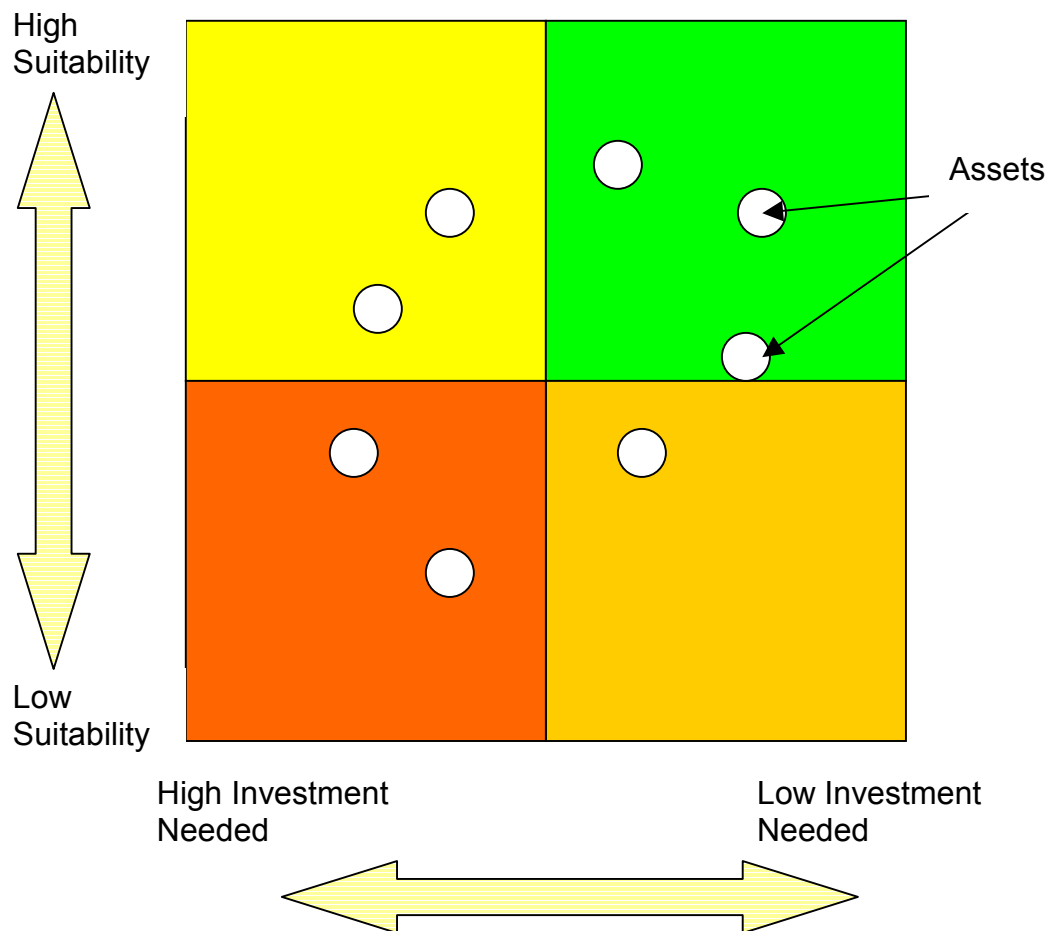 High
Suitability
Assets
Low
Suitability
High Investment
Needed
Low Investment
Needed